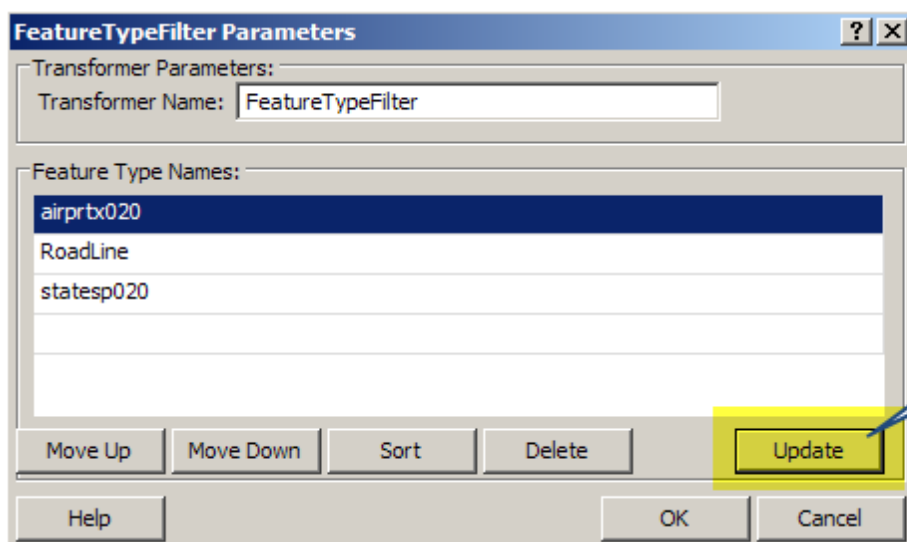 FeatureTypeFilter Parameters
Transformer Parameters:
Transformer Name: FeatureTypeFilter
Feature Type Names:
airprtx020
RoadLine
statesp020
Move Up Move Down Sort Delete Update
Help OK Cancel